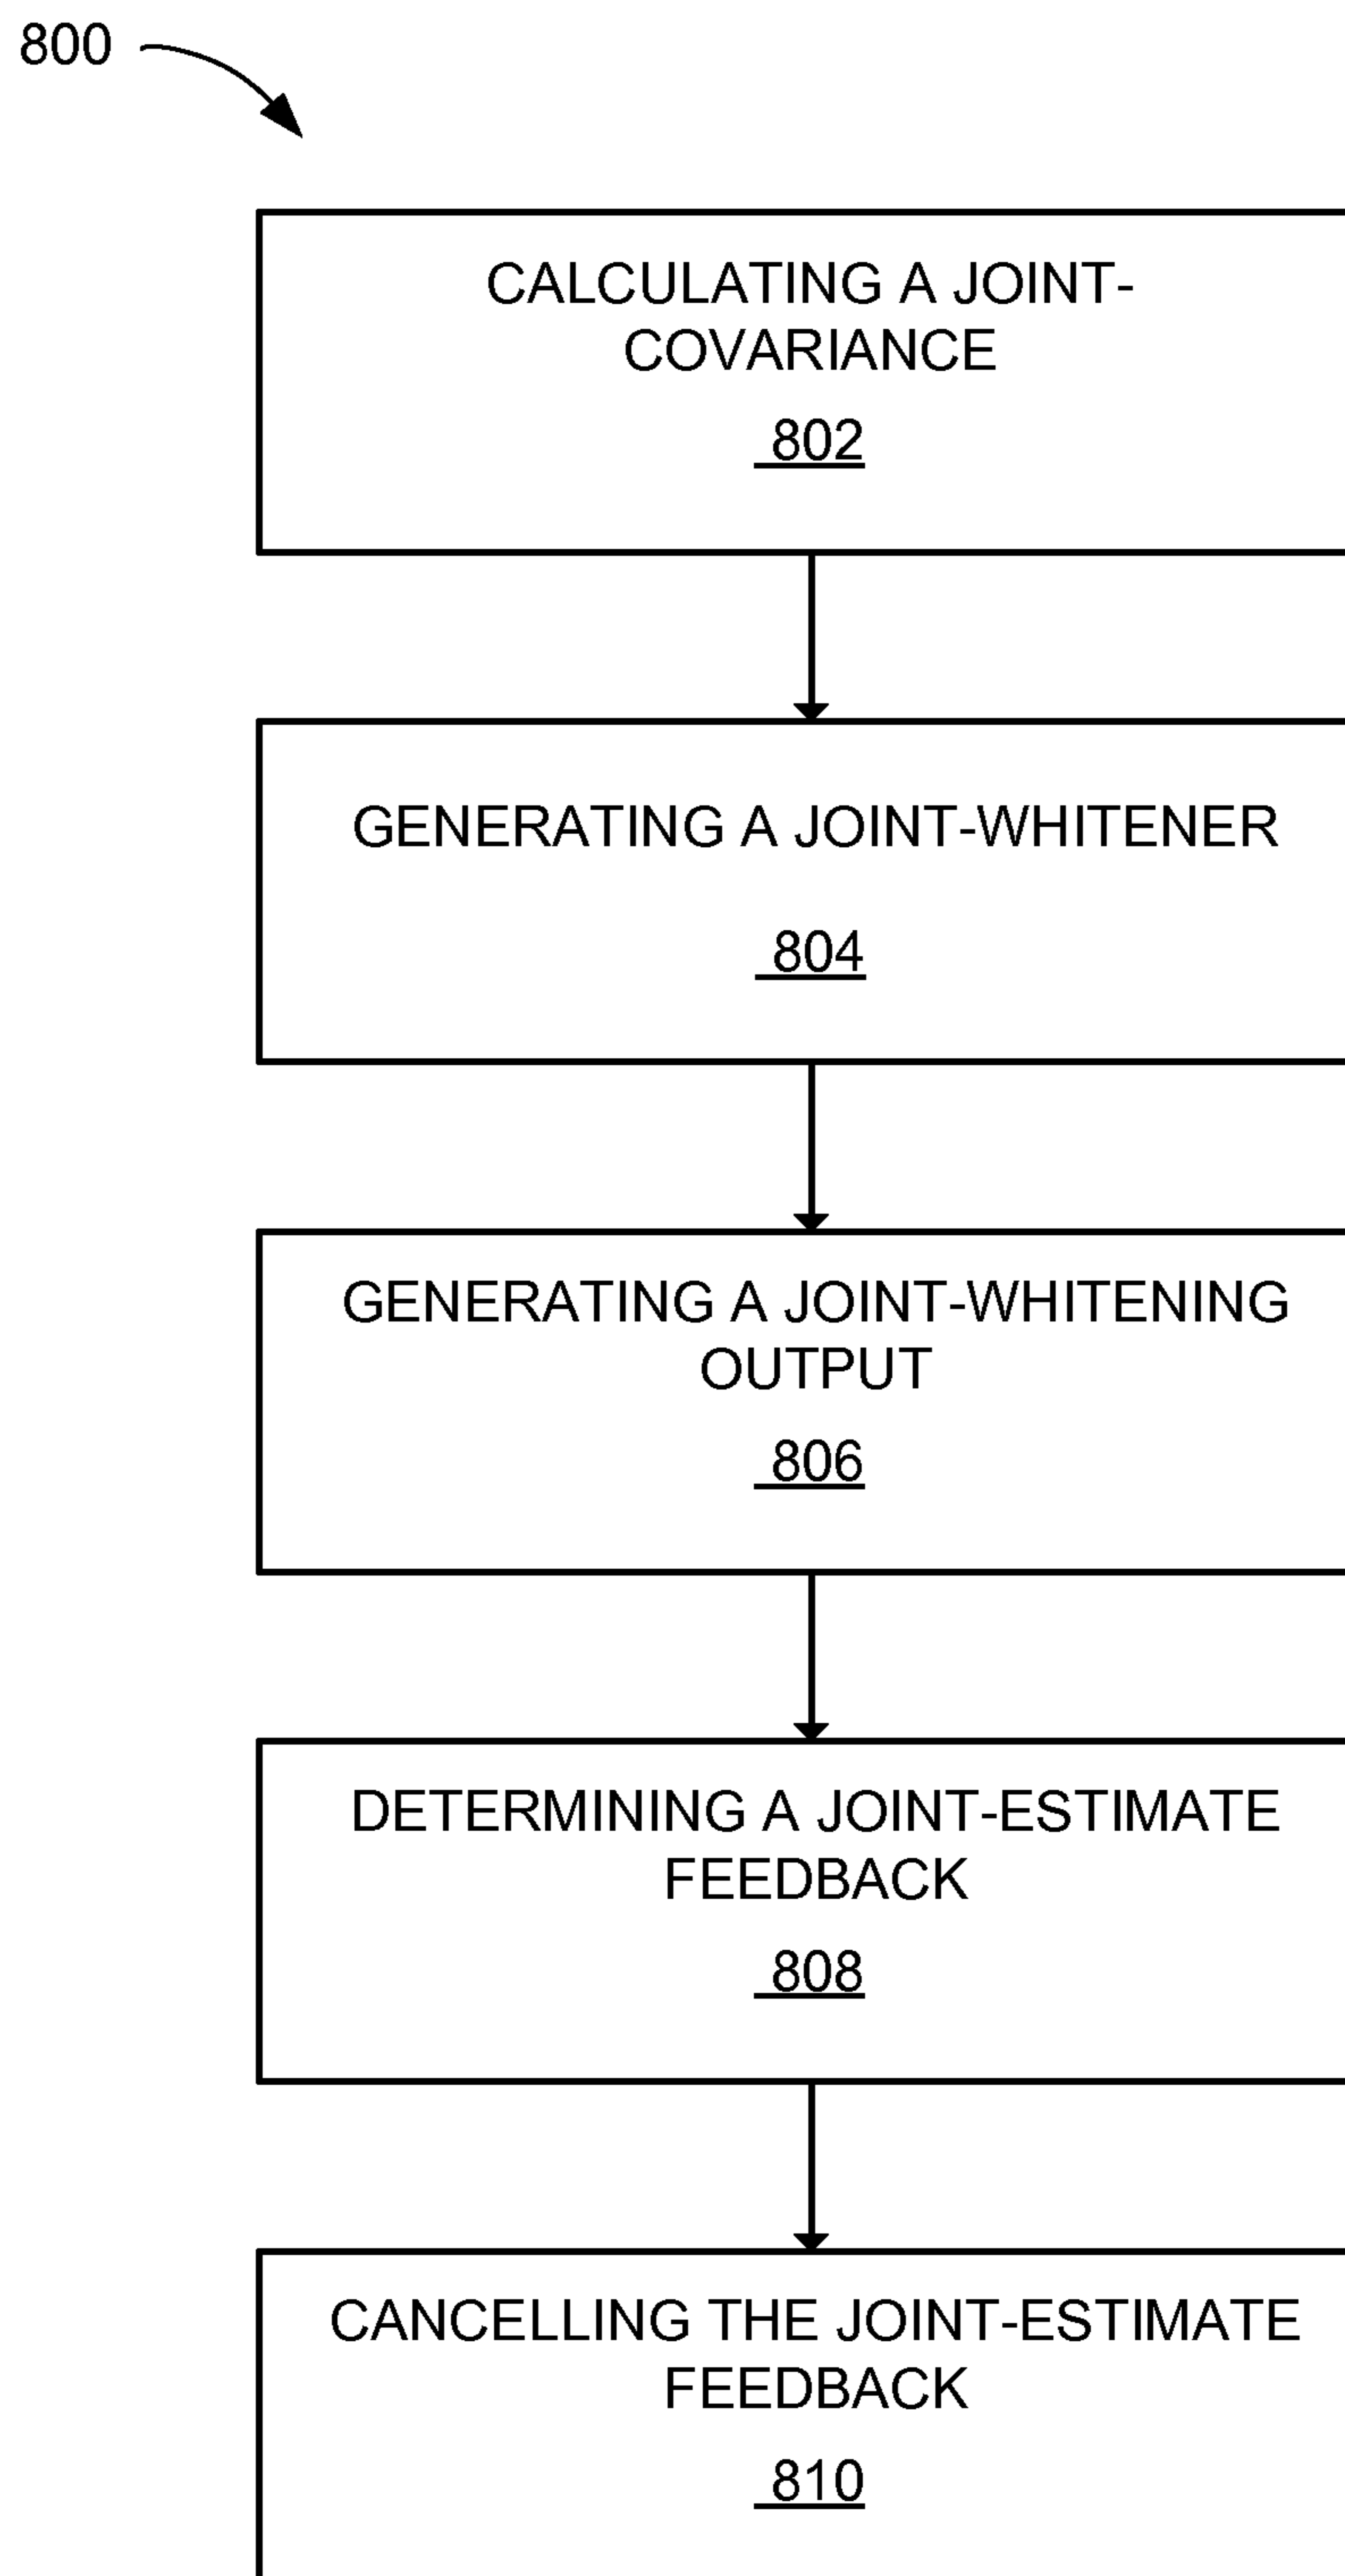 800
CALCULATING A JOINT-
COVARIANCE
802
GENERATING A JOINT-WHITENER
804
GENERATING A JOINT-WHITENING
OUTPUT
806
DETERMINING A JOINT-ESTIMATE
FEEDBACK
808
CANCELLING THE JOINT-ESTIMATE
FEEDBACK
810